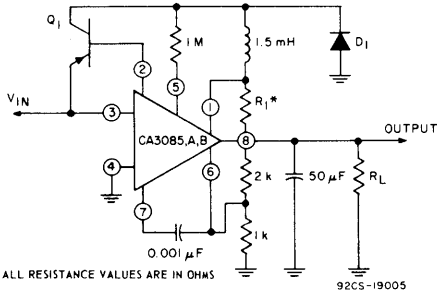 Q1
1 M
1.5 mH
D1
2
5
1
R1*
VIN
3
CA3085,A,B
8
OUTPUT
4
6
2 k
50 µF
RL
7
0.001 µF
1 k
ALL RESISTANCE VALUES ARE IN OHMS
92CS-19005